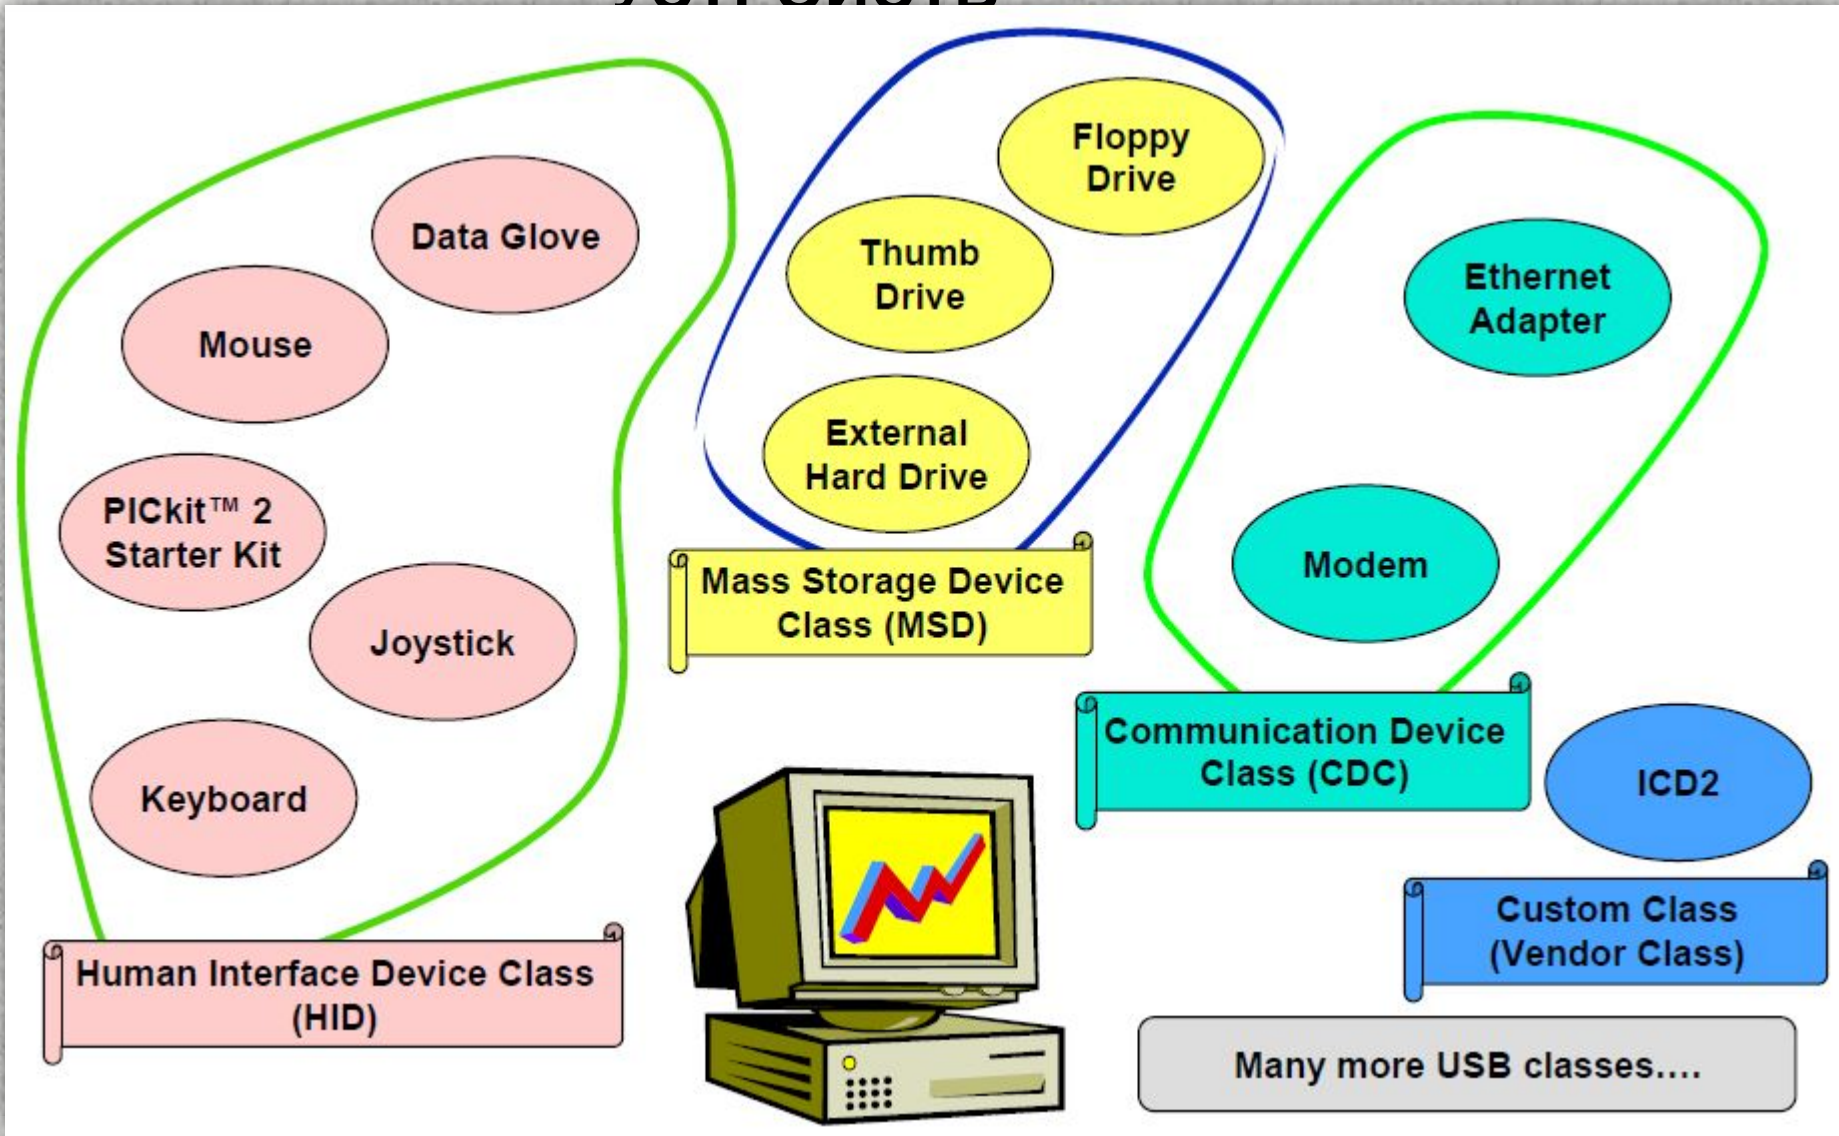 устройств
Floppy
Drive
Data Glove
Thumb
Drive
Ethernet
Adapter
Mouse
External
Hard Drive
PICkit™ 2
Starter Kit
Modem
Mass Storage Device
Class (MSD)
Joystick
Communication Device
Class (CDC)
ICD2
Keyboard
Custom Class
(Vendor Class)
Human Interface Device Class
(HID)
Many more USB classes....